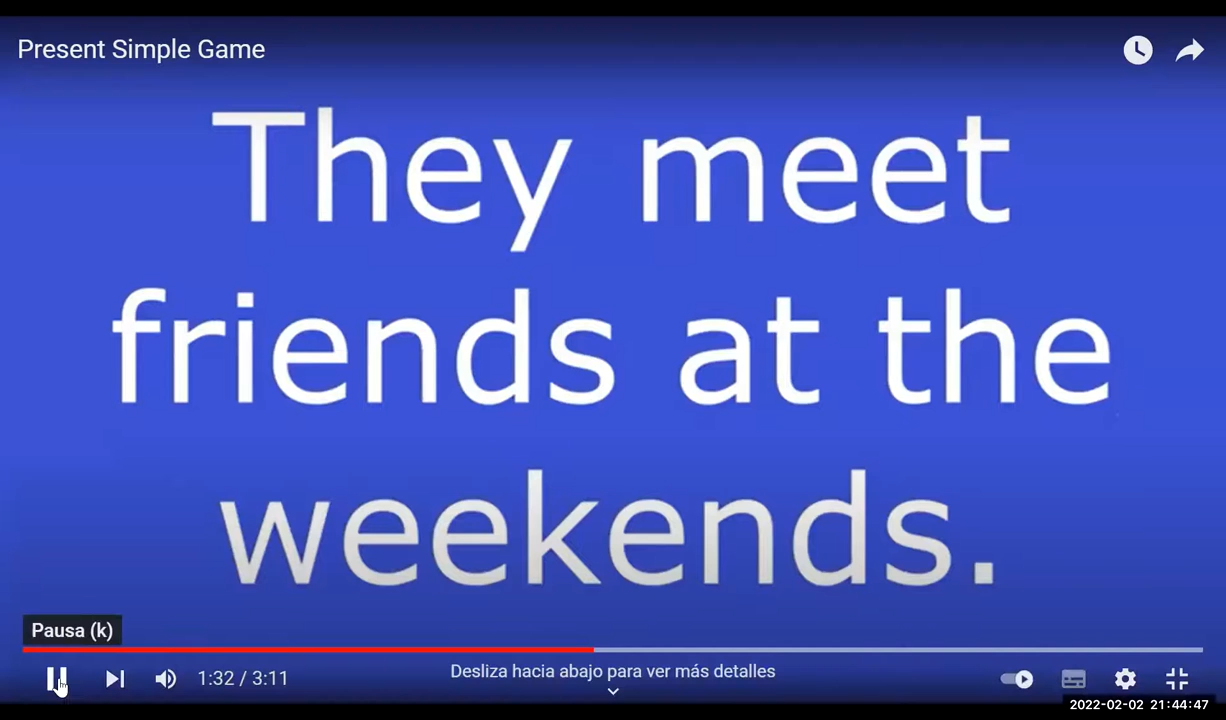 Present Simple Game
They meet
friends at the
weekends.
Pausa (k)
1:32 / 3:11
Desliza hacia abajo para ver más detalles
2022-02-02 21:44:47